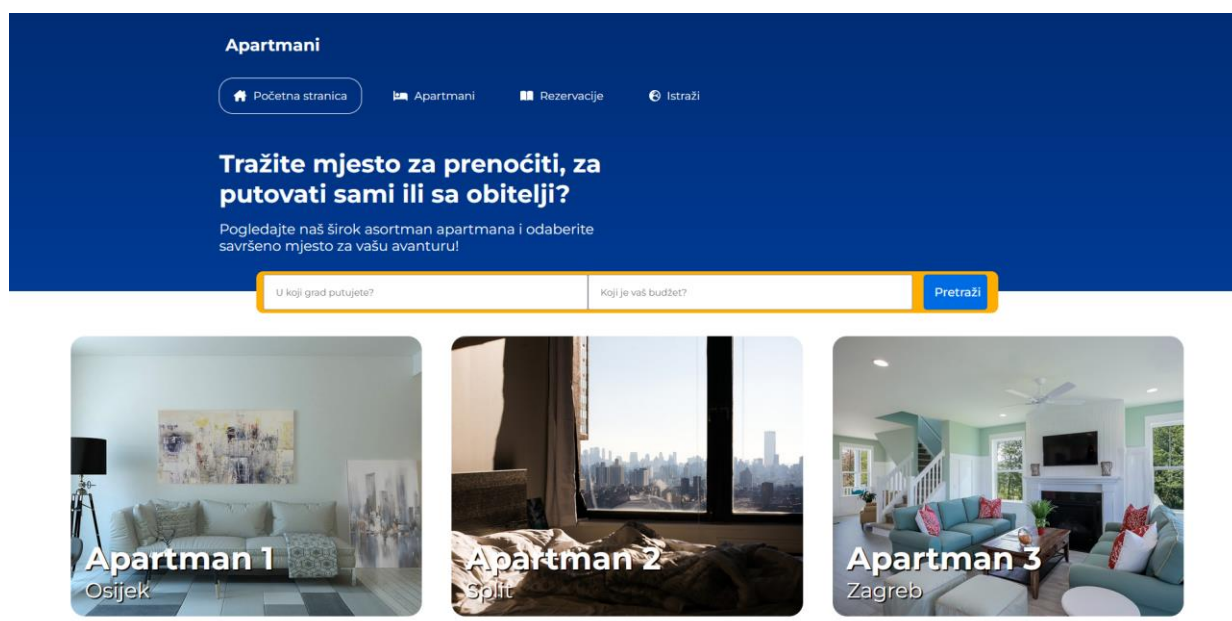 Apartmani
Početna stranica
Apartmani
Rezervacije
Istraži
Tražite mjesto za prenoćiti, za
putovati sami ili sa obitelji?
Pogledajte naš širok asortman apartmana i odaberite
savršeno mjesto za vašu avanturu!
U koji grad putujete?
Koji je vaš budžet?
Pretraži
Apartman 1
Osijek
Apartman 2
Split
Apartman 3
Zagreb